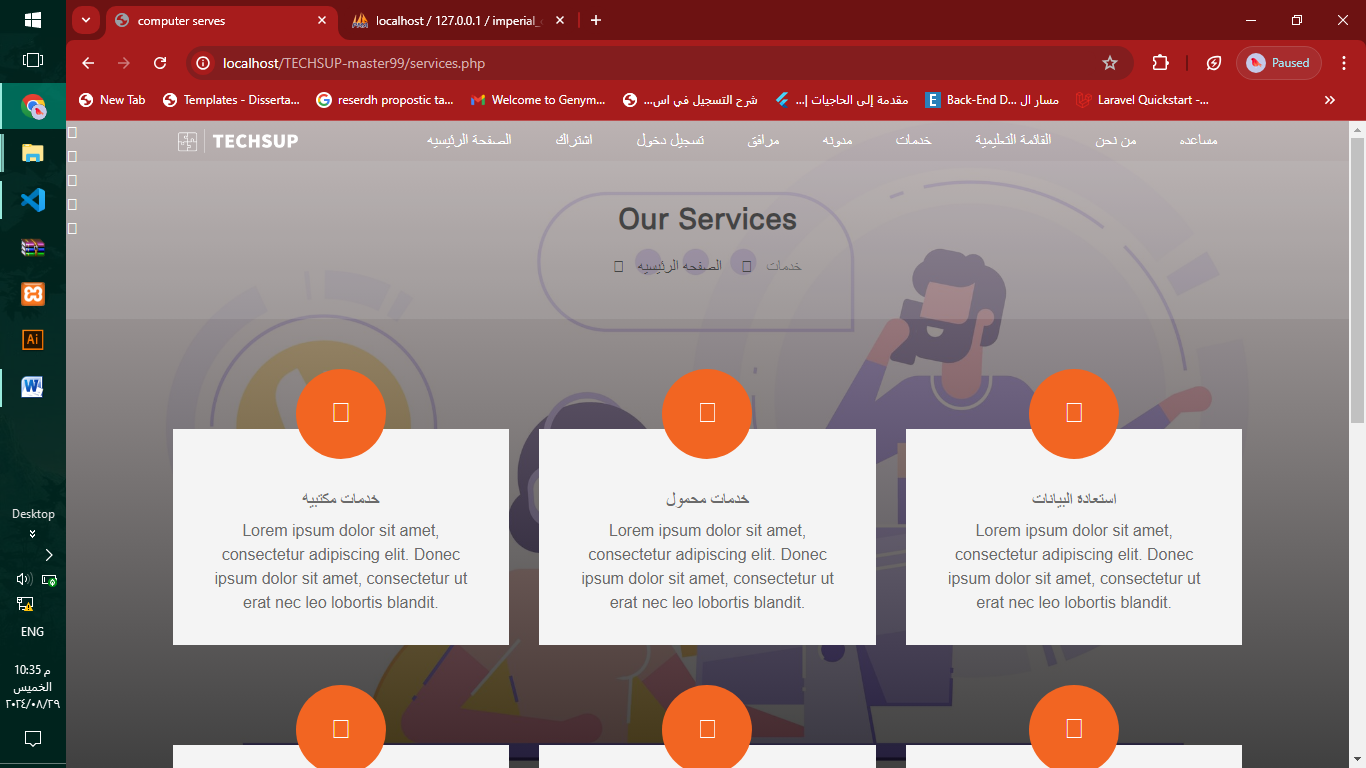 computer serves
localhost / 127.0.0.1 / imperial_
localhost/TECHSUP-master99/services.php
Paused
New Tab
Templates - Disserta...
reserdh propostic ta...
Welcome to Genym...
شرح التسجيل في اس...
مقدمة إلى الحاجيات |...
Back-End D... مسار ال
Laravel Quickstart -...
TECHSUP
الصفحة الرئيسيه
اشتراك
تسجيل دخول
مرافق
مدونه
خدمات
القائمة التعليمية
من نحن
مساعده
Our Services
الصفحه الرئيسيه
خدمات
خدمات مكتبيه
Lorem ipsum dolor sit amet,
consectetur adipiscing elit. Donec
ipsum dolor sit amet, consectetur ut
erat nec leo lobortis blandit.
خدمات محمول
Lorem ipsum dolor sit amet,
consectetur adipiscing elit. Donec
ipsum dolor sit amet, consectetur ut
erat nec leo lobortis blandit.
استعادة البيانات
Lorem ipsum dolor sit amet,
consectetur adipiscing elit. Donec
ipsum dolor sit amet, consectetur ut
erat nec leo lobortis blandit.
Ai
W
E
Desktop
ENG
10:35 م
الخميس
٢٠٢٤/٠٨/٢٩